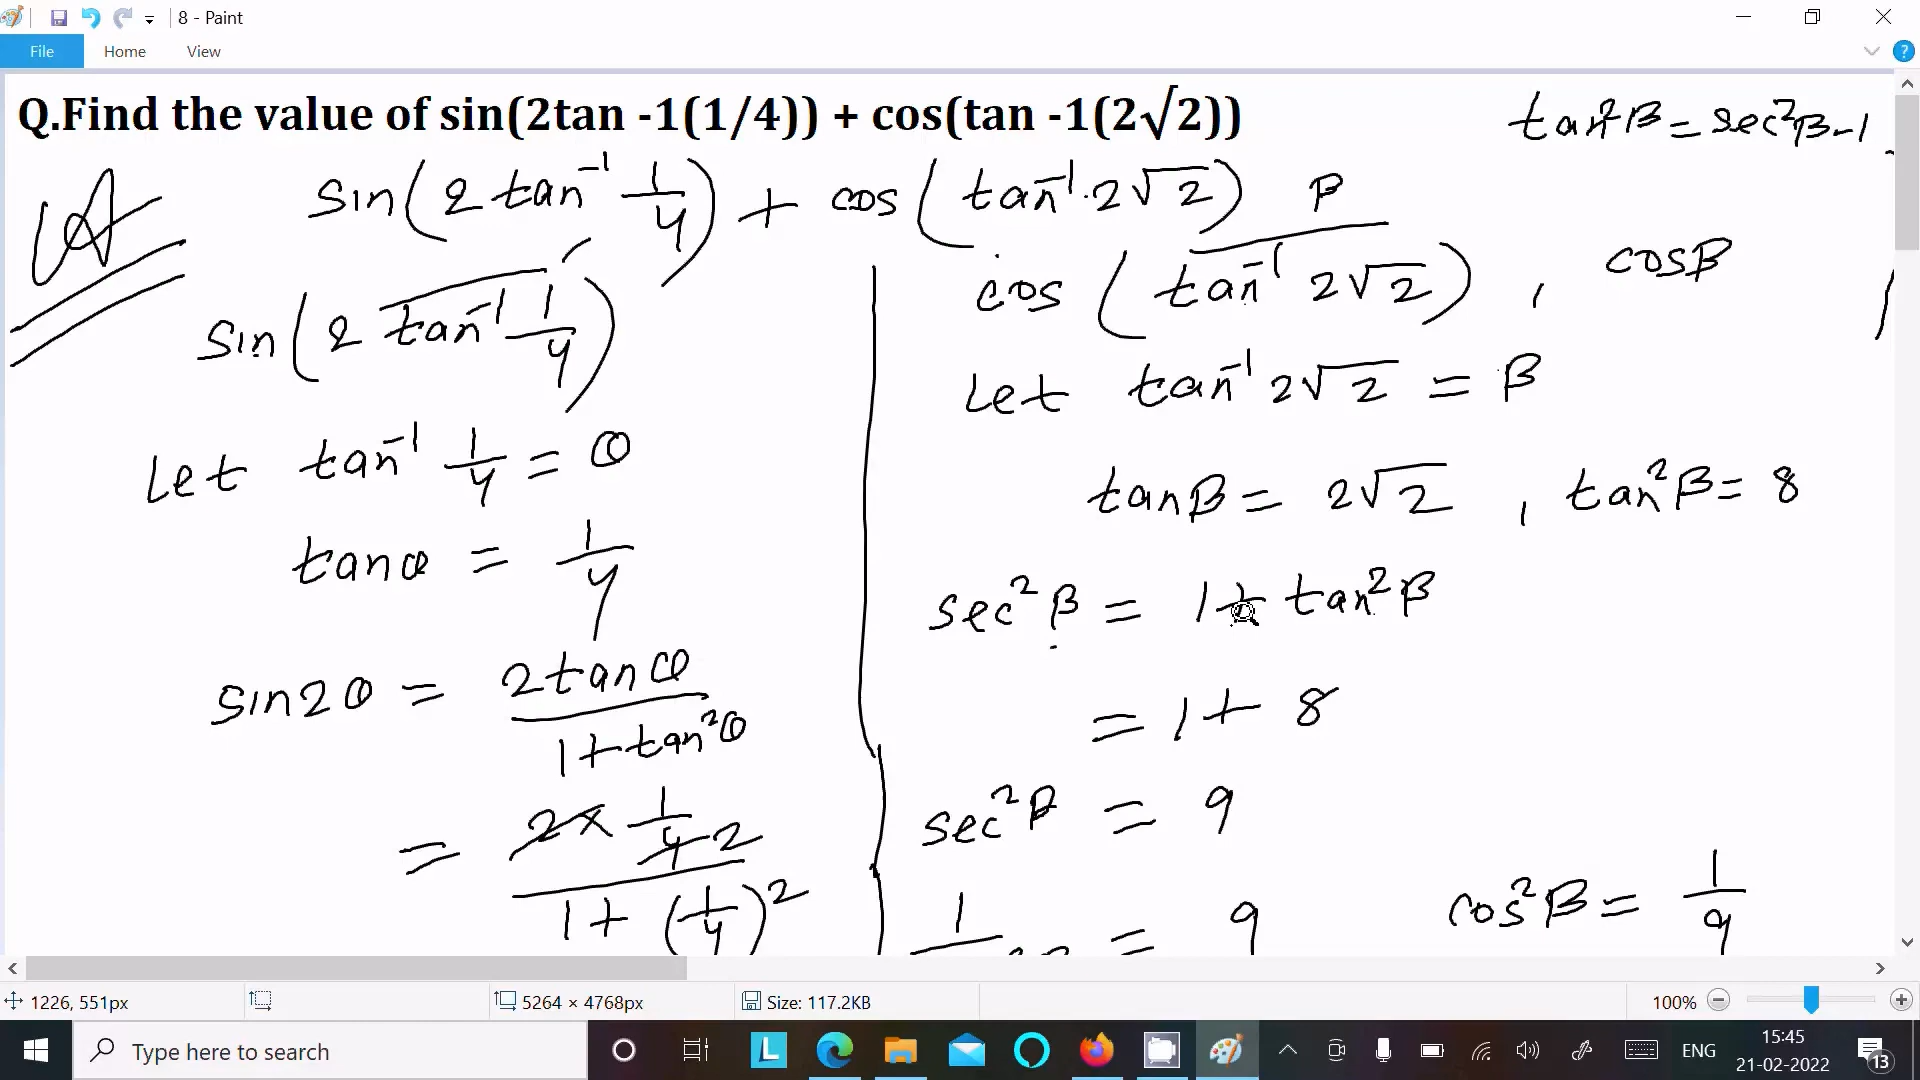 8 - Paint
File Home View
Q.Find the value of sin(2tan -1(1/4)) + cos(tan -1(2√2))
tan²β = sec²β-1
A
sin(2 tan⁻¹ 1/4) + cos(tan⁻¹·2√2) β
sin(2 tan⁻¹ 1/4)
Let tan⁻¹ 1/4 = θ
tanθ = 1/4
sin2θ = 2tanθ/1+tan²θ
= 2× 1/4 2/1+(1/4)²
cos(tan⁻¹ 2√2) , cosβ
Let tan⁻¹ 2√2 = β
tanβ = 2√2 , tan²β = 8
sec²β = 1+ tan²β
= 1+ 8
sec²β = 9
1 = 9
cos²β = 1/9
1226, 551px
5264 × 4768px
Size: 117.2KB
100%
Type here to search
L
ENG
15:45
21-02-2022
13